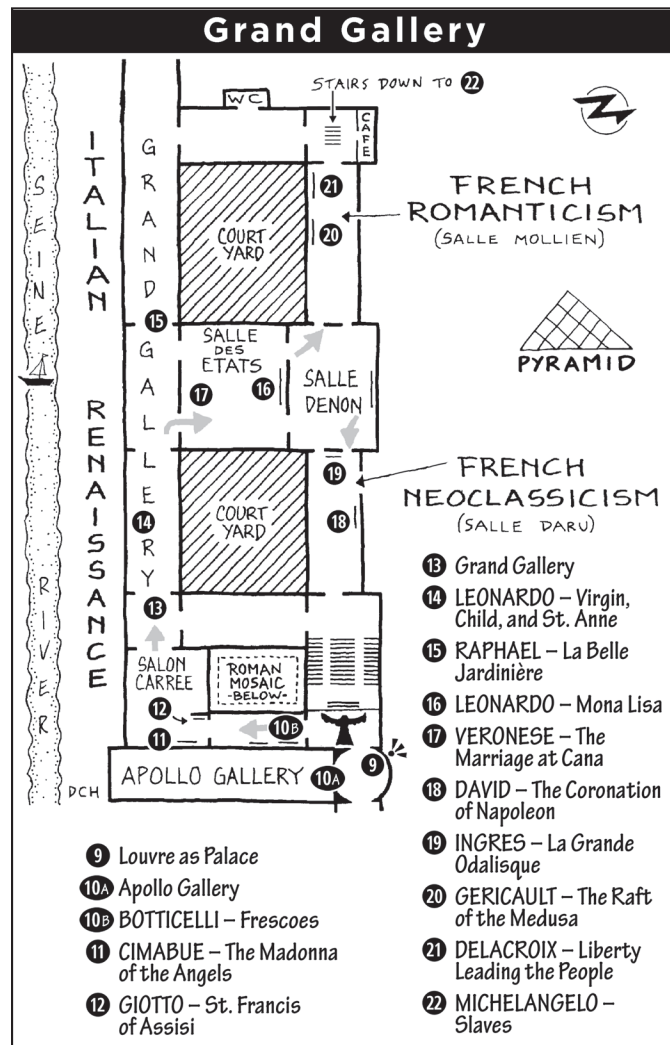 Grand Gallery
STAIRS DOWN TO 22
WC
CAFE
ITALIAN RENAISSANCE
SEINE RIVER
GRAND GALLERY
21
20
COURT
YARD
FRENCH
ROMANTICISM
(SALLE MOLLIEN)
15
SALLE
DES
ETATS
17
16
SALLE
DENON
PYRAMID
19
FRENCH
NEOCLASSICISM
(SALLE DARU)
14
COURT
YARD
18
13
SALON
CARRÉE
ROMAN
MOSAIC
-BELOW-
12
11
10B
9
APOLLO GALLERY 10A
DCH
9 Louvre as Palace
10A Apollo Gallery
10B BOTTICELLI – Frescoes
11 CIMABUE – The Madonna
of the Angels
12 GIOTTO – St. Francis
of Assisi
13 Grand Gallery
14 LEONARDO – Virgin,
Child, and St. Anne
15 RAPHAEL – La Belle
Jardinière
16 LEONARDO – Mona Lisa
17 VERONESE – The
Marriage at Cana
18 DAVID – The Coronation
of Napoleon
19 INGRES – La Grande
Odalisque
20 GERICAULT – The Raft
of the Medusa
21 DELACROIX – Liberty
Leading the People
22 MICHELANGELO –
Slaves